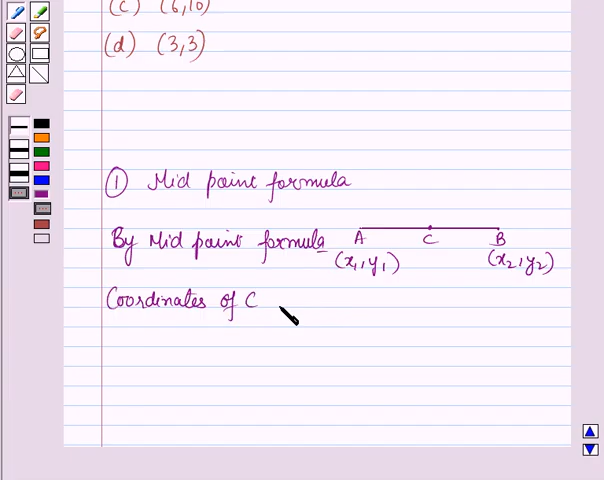 (c) (6,10)
(d) (3,3)
① Mid point formula
By Mid point formula A C B
(x₁,y₁) (x₂,y₂)
Coordinates of C